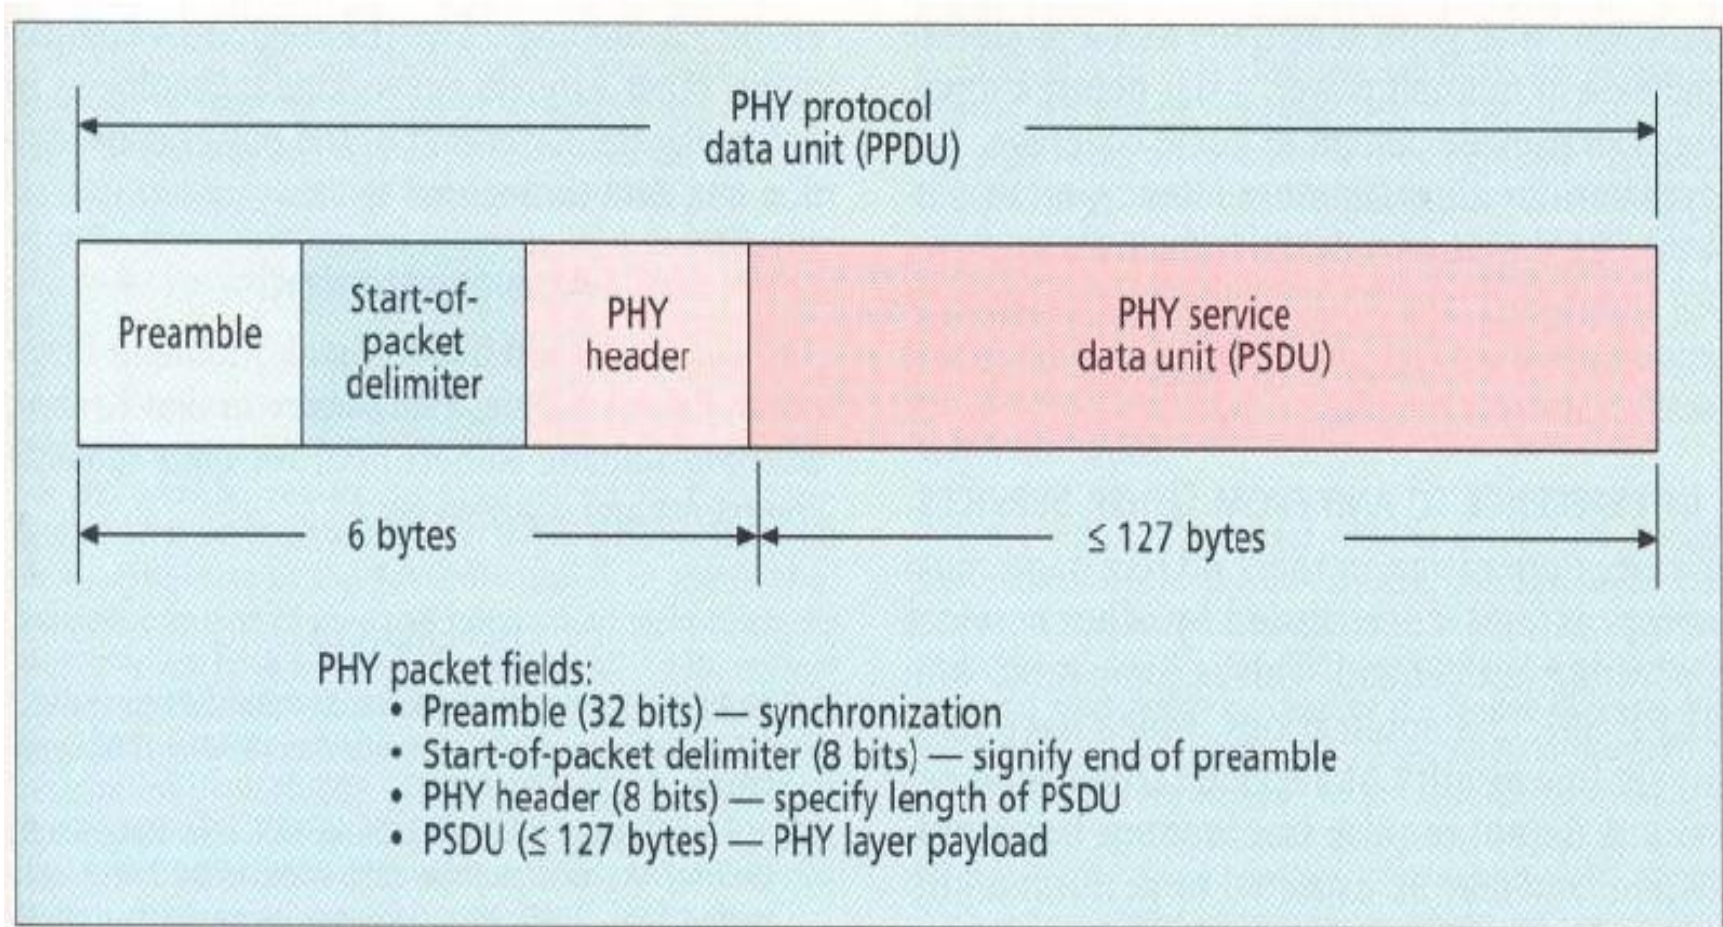 PHY protocol
data unit (PPDU)
Preamble
Start-of-
packet
delimiter
PHY
header
PHY service
data unit (PSDU)
6 bytes
≤ 127 bytes
PHY packet fields:
• Preamble (32 bits) — synchronization
• Start-of-packet delimiter (8 bits) — signify end of preamble
• PHY header (8 bits) — specify length of PSDU
• PSDU (≤ 127 bytes) — PHY layer payload